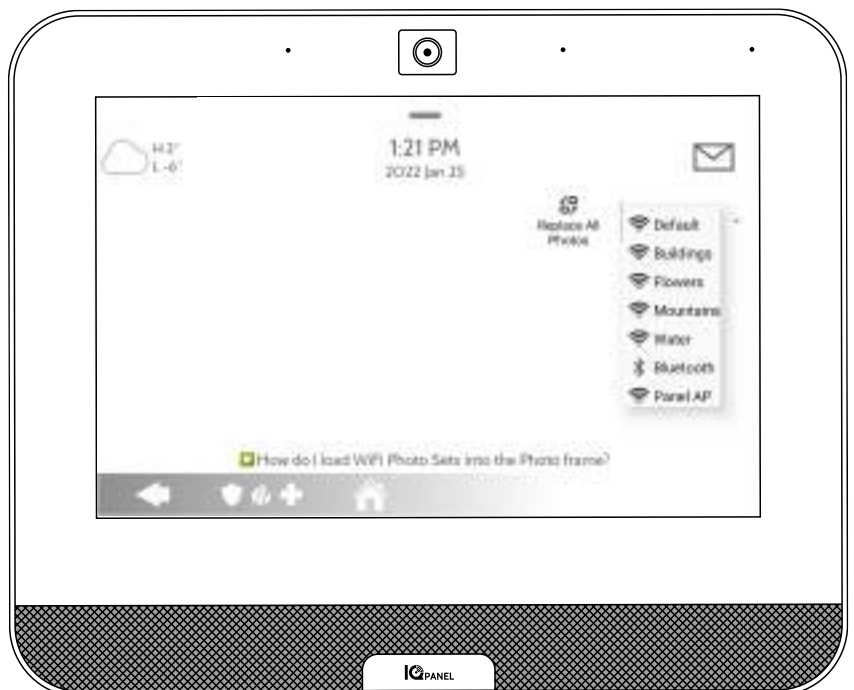 H 2°
L -6°
1:21 PM
2022 Jan 25
Replace All
Photos
Default
Buildings
Flowers
Mountains
Water
Bluetooth
Panel AP
How do I load WiFi Photo Sets into the Photo frame?
IQ PANEL